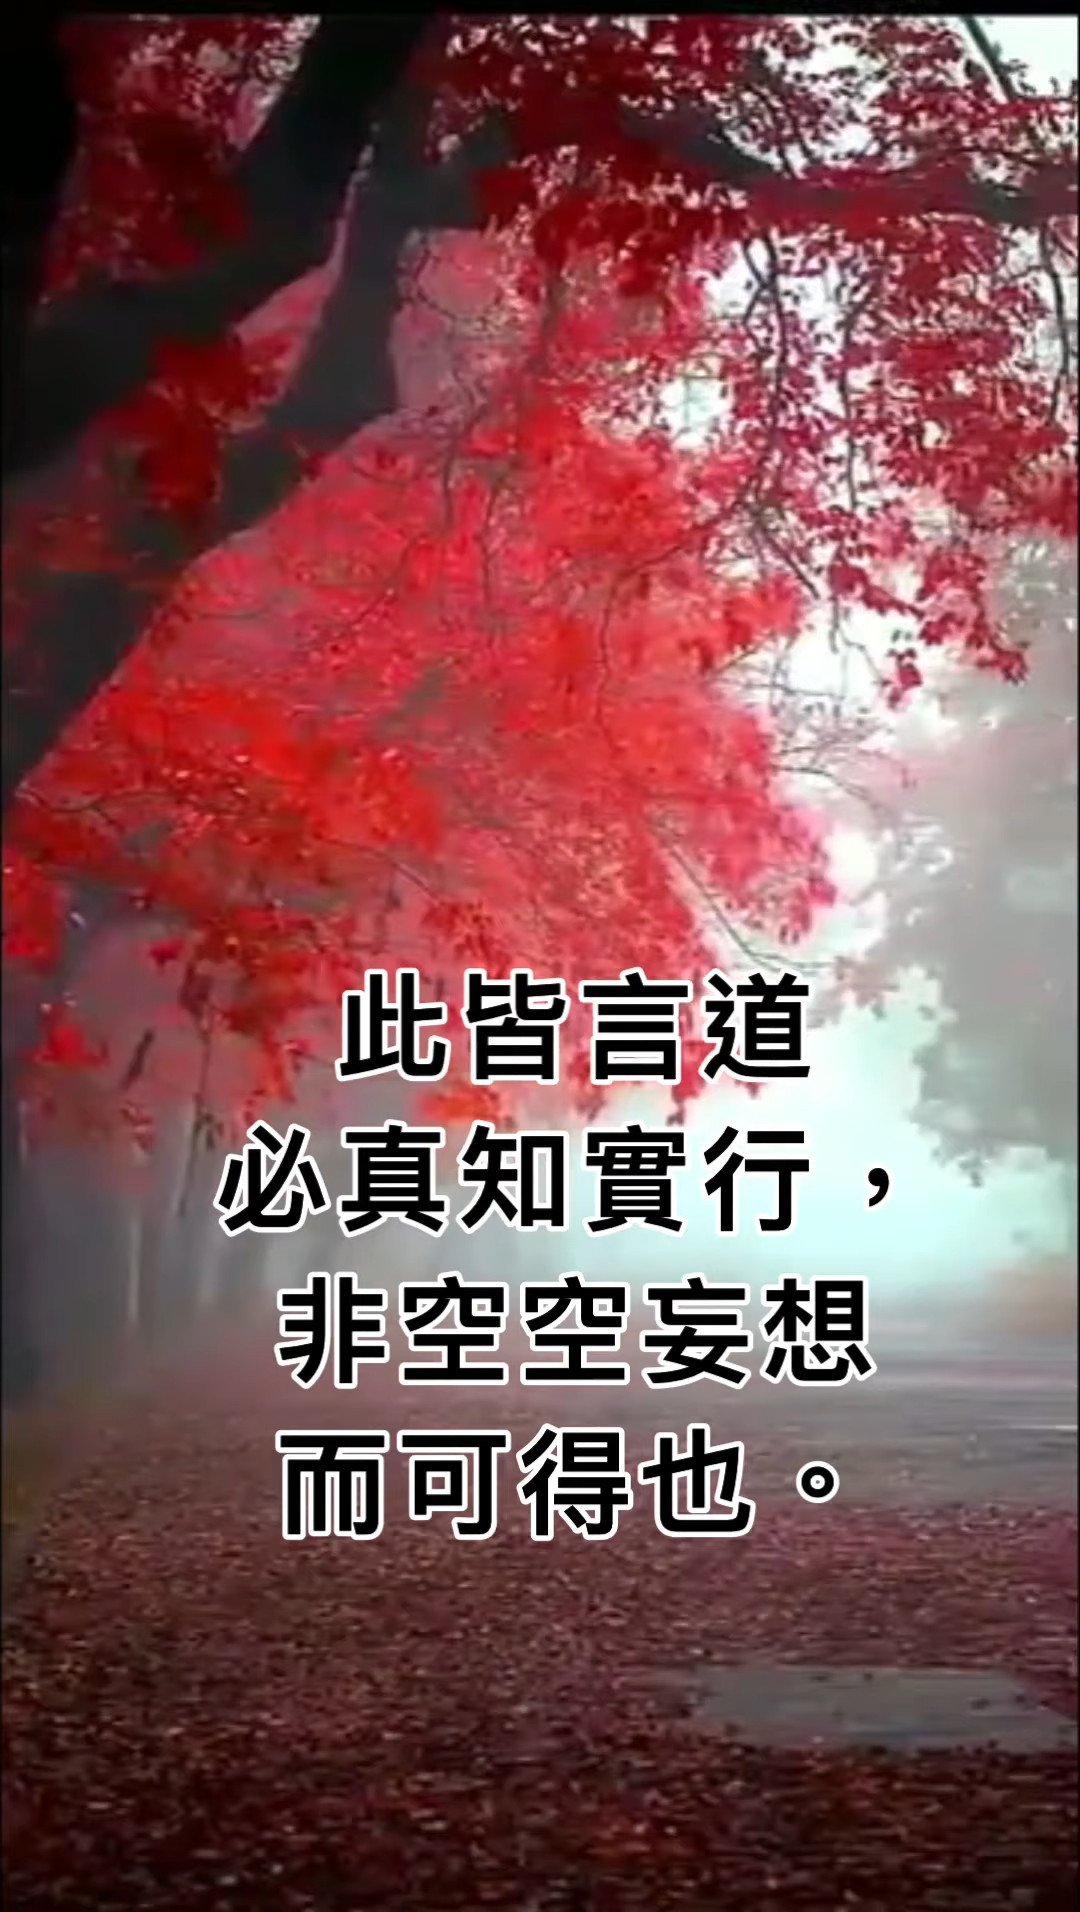 此皆言道
必真知實行，
非空空妄想
而可得也。